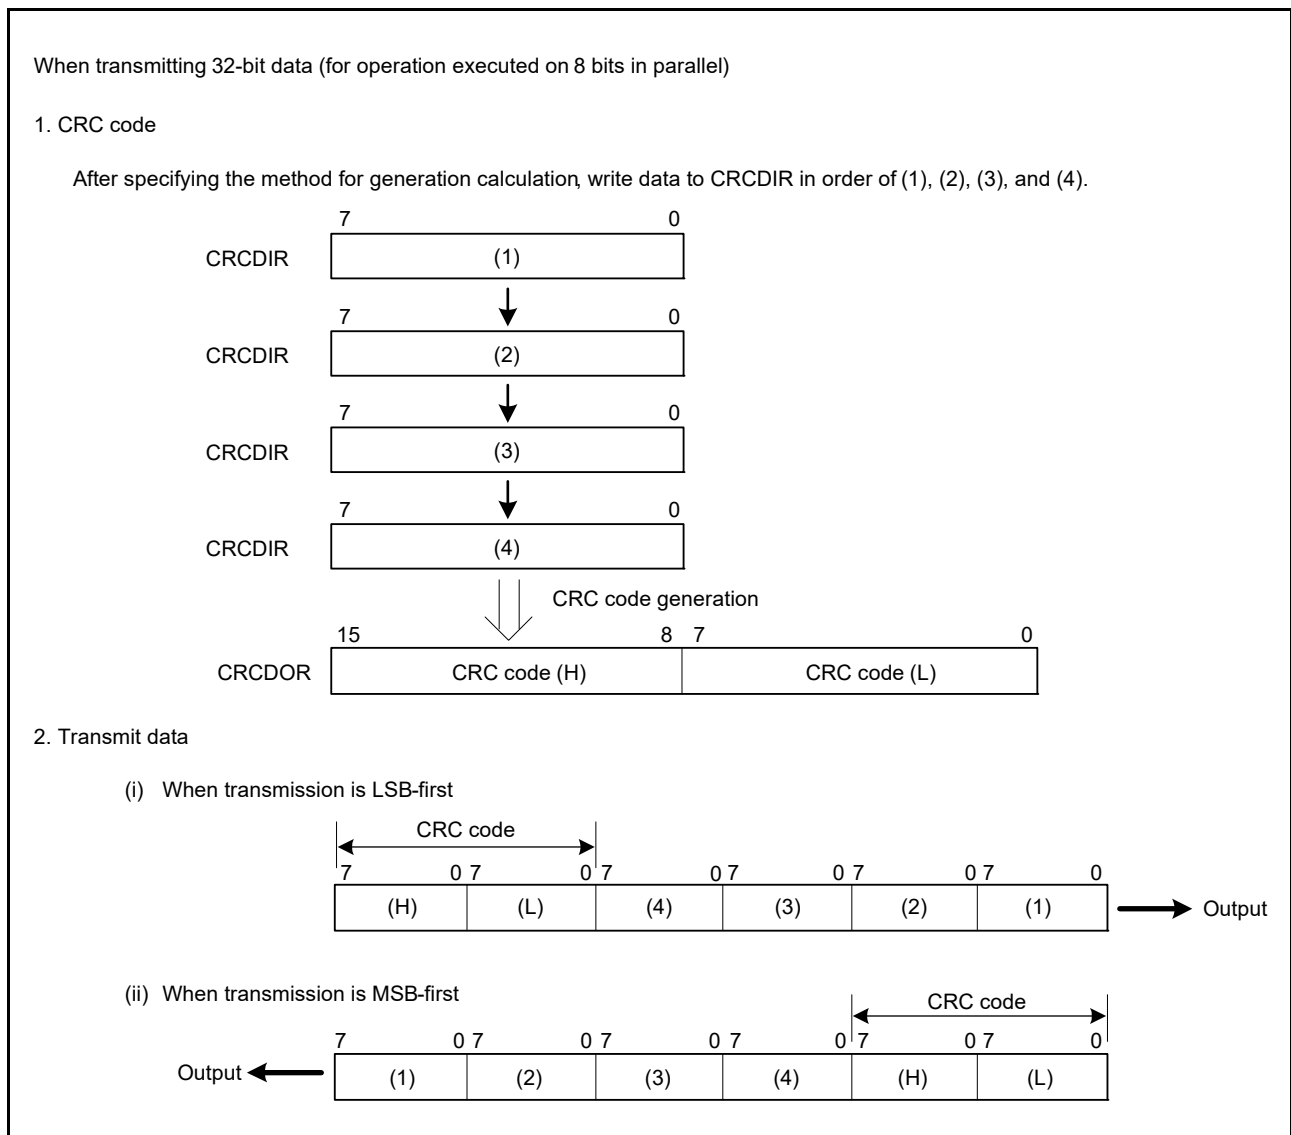 When transmitting 32-bit data (for operation executed on 8 bits in parallel)
1. CRC code
After specifying the method for generation calculation, write data to CRCDIR in order of (1), (2), (3), and (4).
7 0
CRCDIR (1)
7 0
CRCDIR (2)
7 0
CRCDIR (3)
7 0
CRCDIR (4)
CRC code generation
15 8 7 0
CRCDOR CRC code (H) CRC code (L)
2. Transmit data
(i) When transmission is LSB-first
CRC code
7 0 7 0 7 0 7 0 7 0 7 0
(H) (L) (4) (3) (2) (1) Output
(ii) When transmission is MSB-first
CRC code
7 0 7 0 7 0 7 0 7 0 7 0
Output (1) (2) (3) (4) (H) (L)